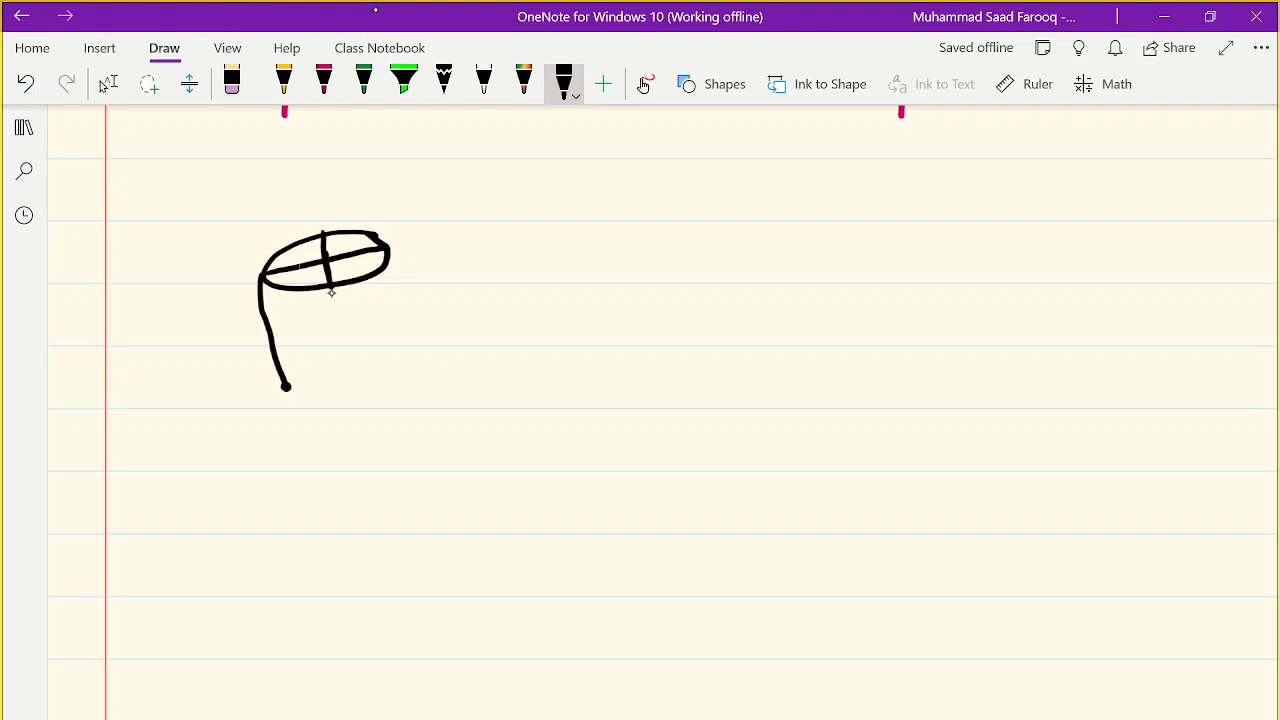 OneNote for Windows 10 (Working offline)
Muhammad Saad Farooq -...
Home Insert Draw View Help Class Notebook
Saved offline
Share
Shapes
Ink to Shape
Ink to Text
Ruler
Math